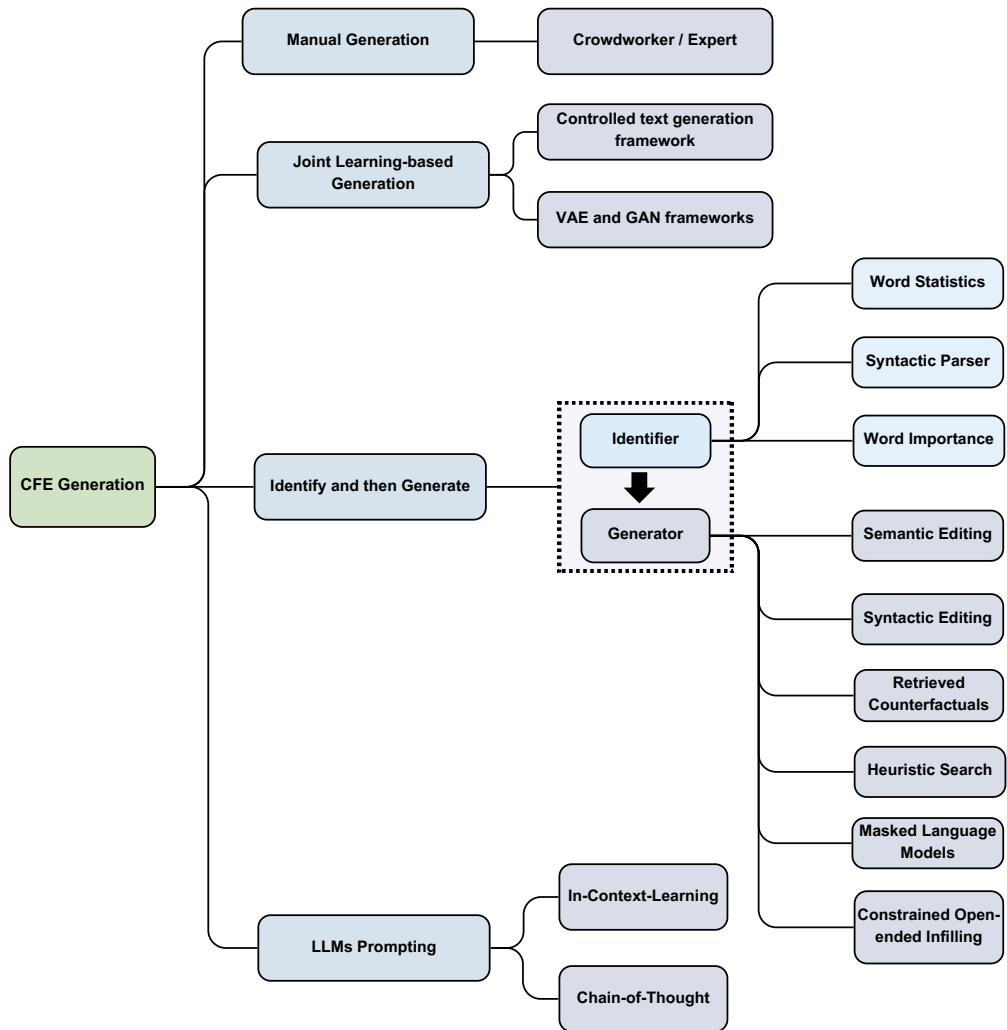 Manual Generation
Crowdworker / Expert
Controlled text generation
framework
Joint Learning-based
Generation
VAE and GAN frameworks
Word Statistics
Syntactic Parser
Identifier
Word Importance
CFE Generation
Identify and then Generate
Generator
Semantic Editing
Syntactic Editing
Retrieved
Counterfactuals
Heuristic Search
Masked Language
Models
In-Context-Learning
Constrained Open-
ended Infilling
LLMs Prompting
Chain-of-Thought